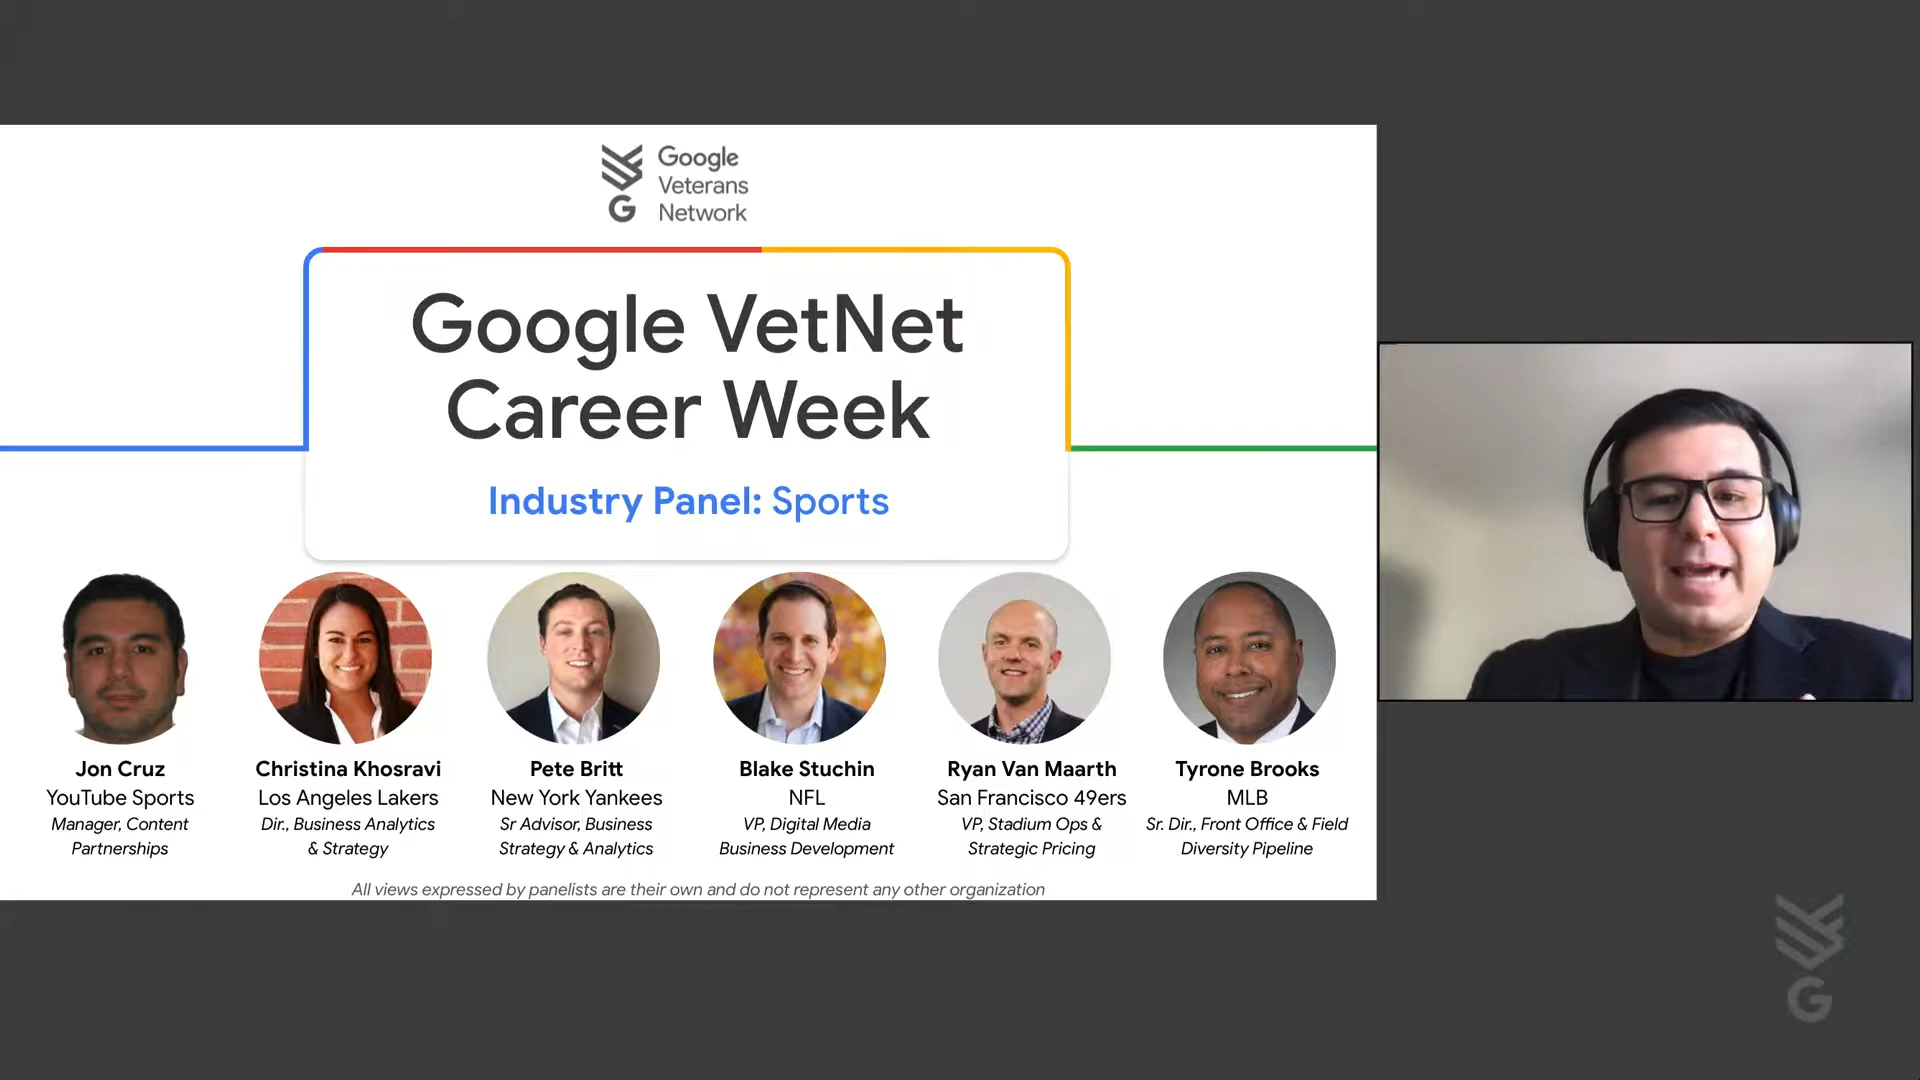 Google
Veterans
Network
G
Google VetNet
Career Week
Industry Panel: Sports
Jon Cruz
YouTube Sports
Manager, Content
Partnerships
Christina Khosravi
Los Angeles Lakers
Dir., Business Analytics
& Strategy
Pete Britt
New York Yankees
Sr Advisor, Business
Strategy & Analytics
Blake Stuchin
NFL
VP, Digital Media
Business Development
Ryan Van Maarth
San Francisco 49ers
VP, Stadium Ops &
Strategic Pricing
Tyrone Brooks
MLB
Sr. Dir., Front Office & Field
Diversity Pipeline
All views expressed by panelists are their own and do not represent any other organization
G